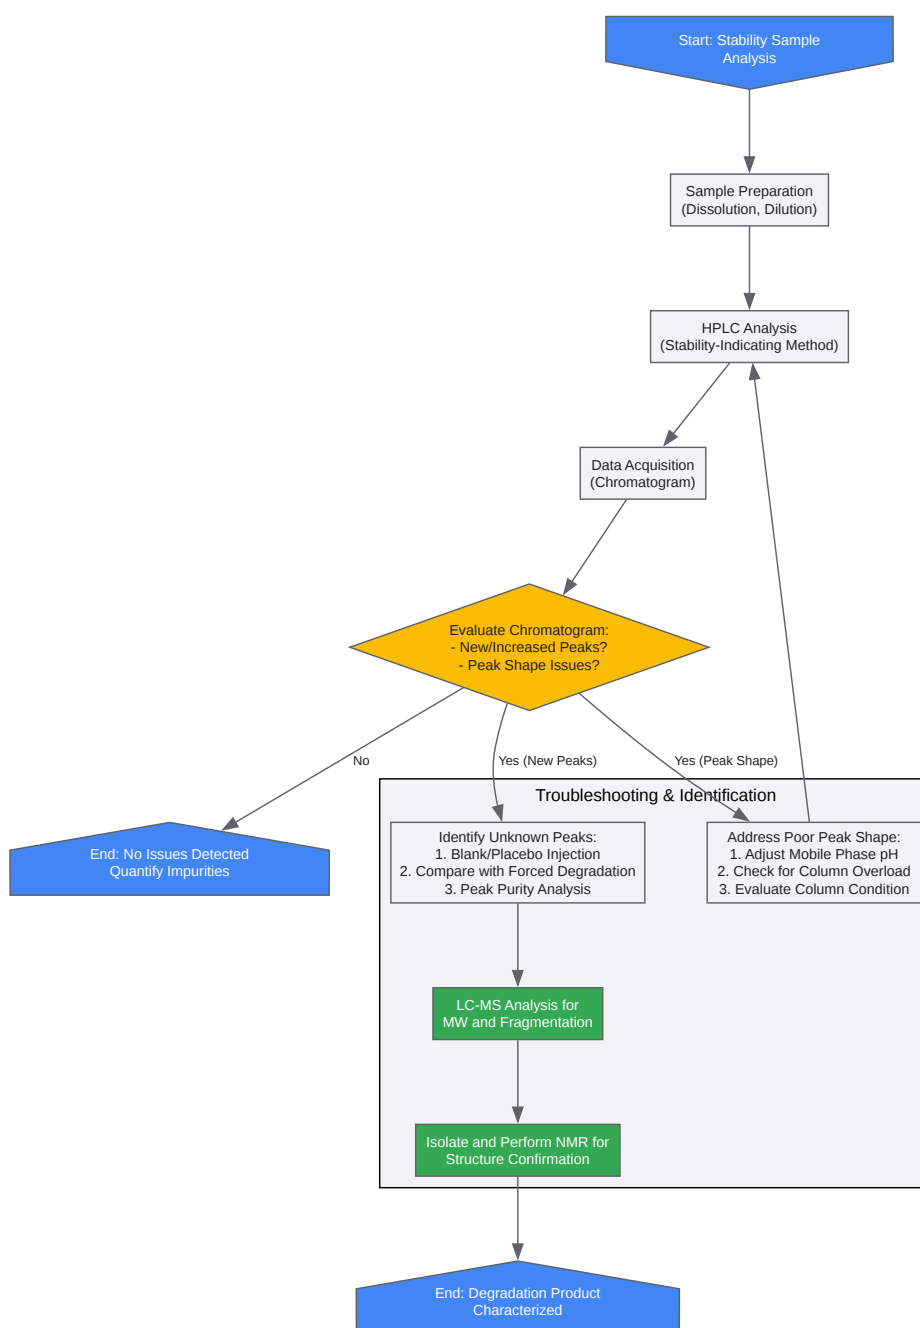 Start: Stability Sample
Analysis
Sample Preparation
(Dissolution, Dilution)
HPLC Analysis
(Stability-Indicating Method)
Data Acquisition
(Chromatogram)
Evaluate Chromatogram:
- New/Increased Peaks?
- Peak Shape Issues?
No
Yes (New Peaks)
Yes (Peak Shape)
Troubleshooting & Identification
End: No Issues Detected
Quantify Impurities
Identify Unknown Peaks:
1. Blank/Placebo Injection
2. Compare with Forced Degradation
3. Peak Purity Analysis
Address Poor Peak Shape:
1. Adjust Mobile Phase pH
2. Check for Column Overload
3. Evaluate Column Condition
LC-MS Analysis for
MW and Fragmentation
Isolate and Perform NMR for
Structure Confirmation
End: Degradation Product
Characterized